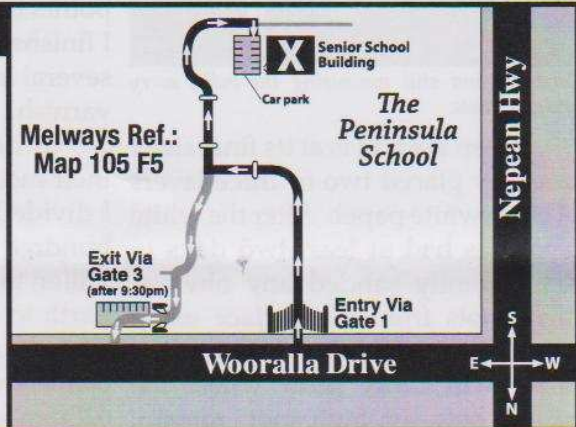 Senior School
Building
X
Car park
The
Peninsula
School
Nepean Hwy
Melways Ref.:
Map 105 F5
Exit Via
Gate 3
(after 9:30pm)
Entry Via
Gate 1
Wooralla Drive
S
E
W
N